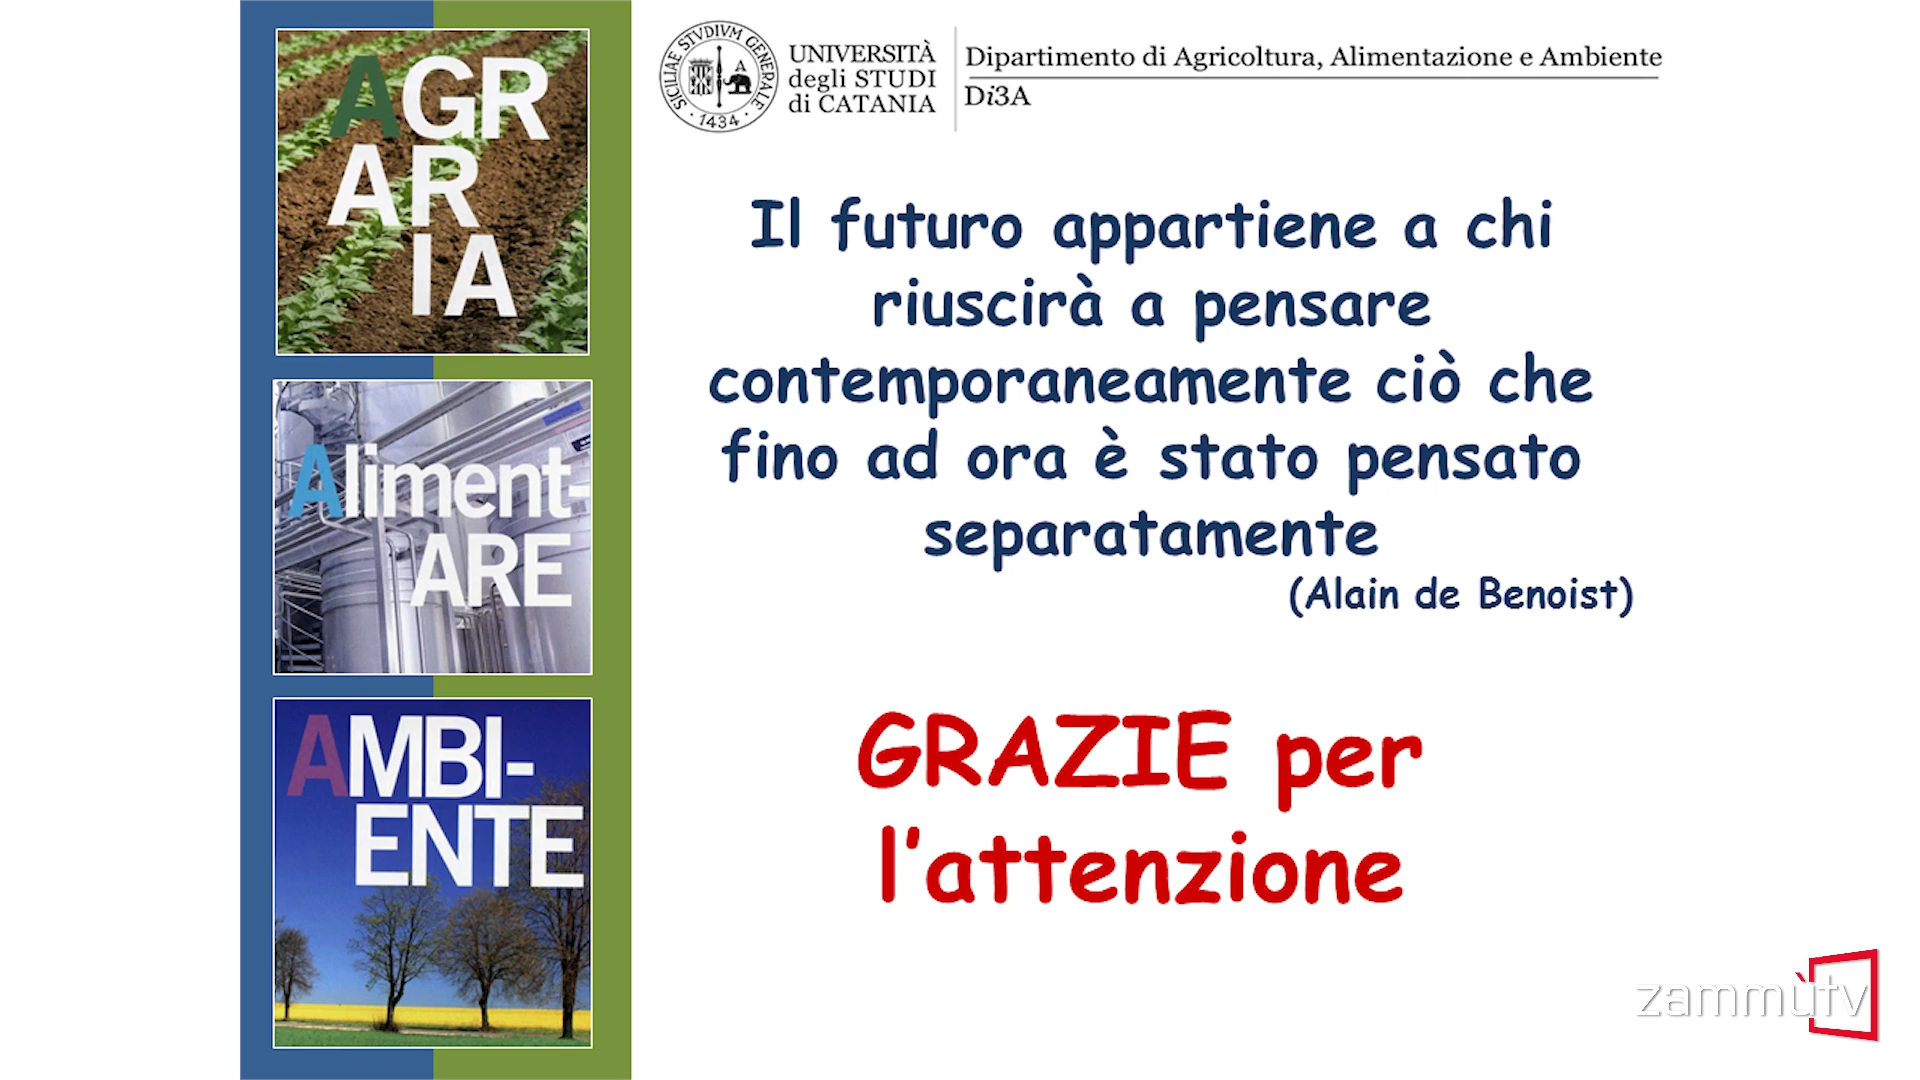 AGR
AR
IA
Aliment-
ARE
AMBI-
ENTE
SICILIAE STVDIVM GENERALE
· 1434 ·
A
UNIVERSITÀ
degli STUDI
di CATANIA
Dipartimento di Agricoltura, Alimentazione e Ambiente
Di3A
Il futuro appartiene a chi
riuscirà a pensare
contemporaneamente ciò che
fino ad ora è stato pensato
separatamente
(Alain de Benoist)
GRAZIE per
l’attenzione
zammùtv